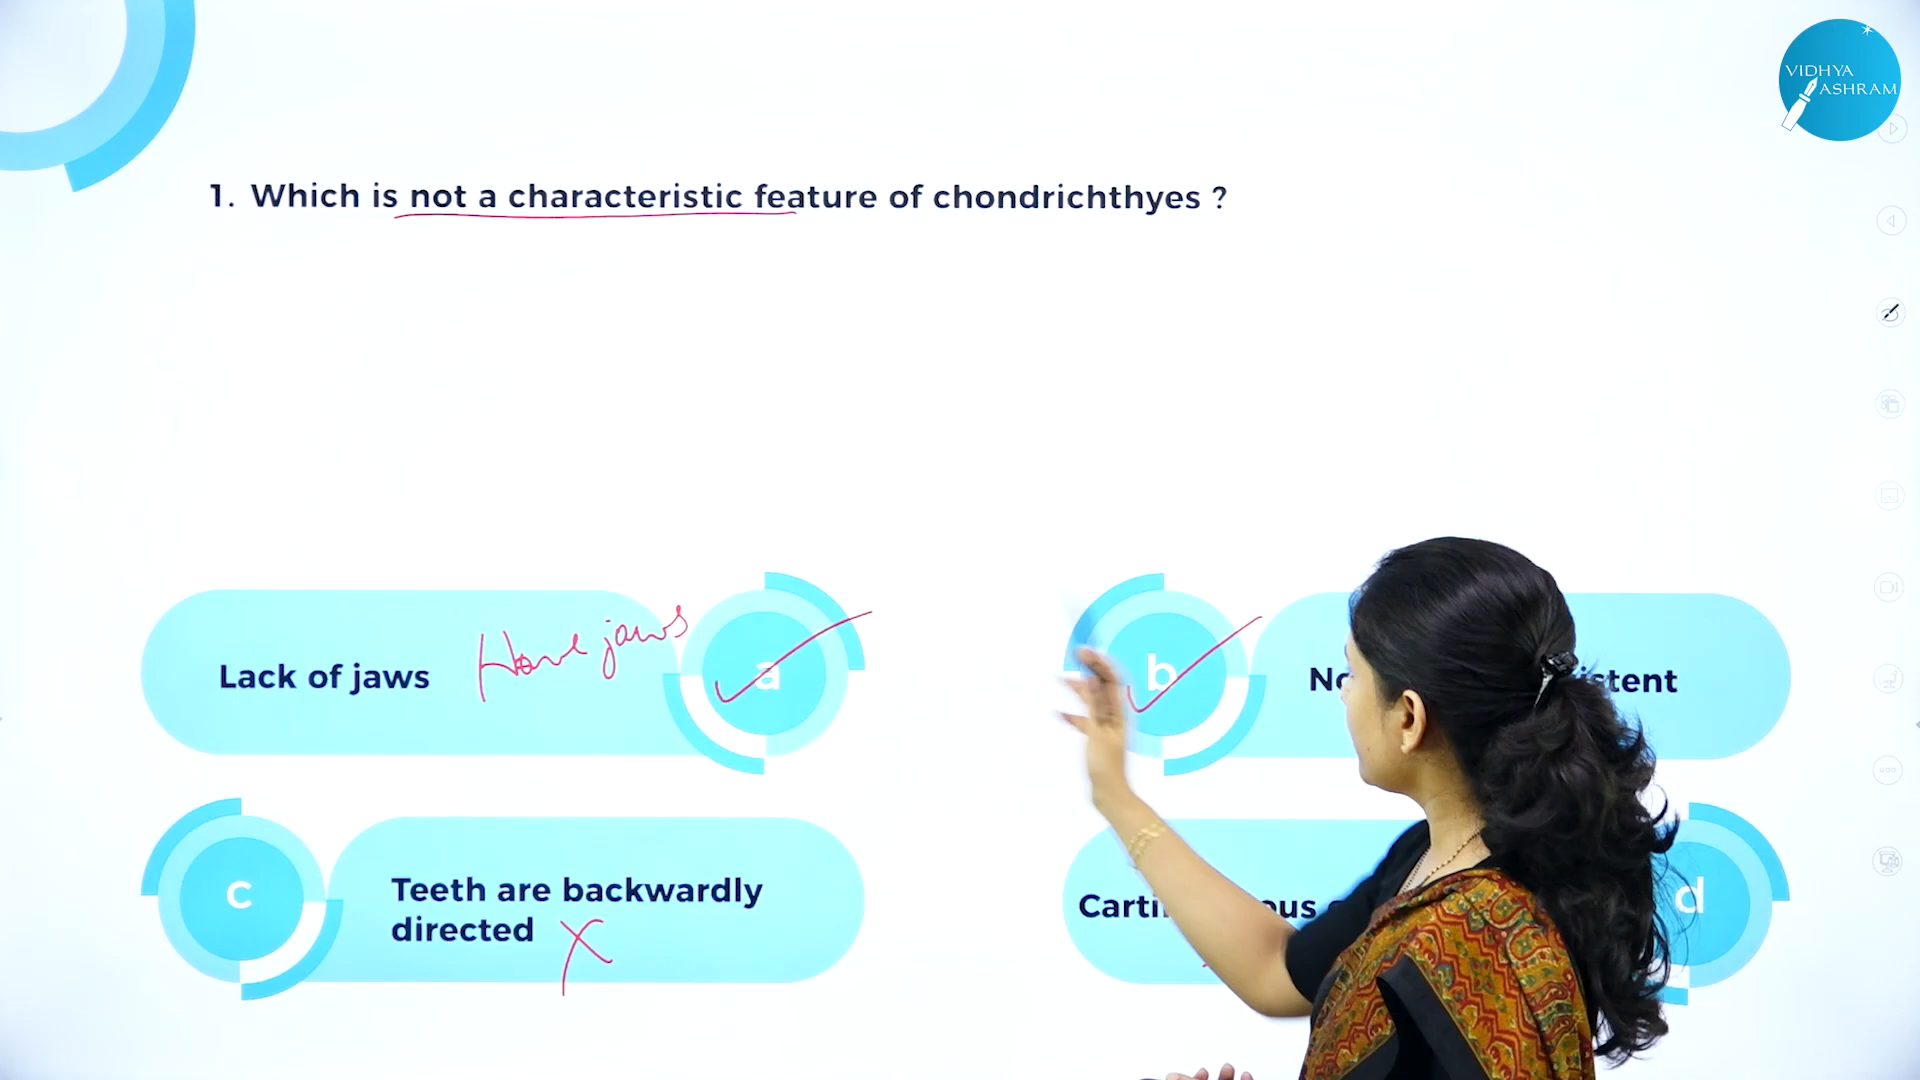 VIDHYA
ASHRAM
1. Which is not a characteristic feature of chondrichthyes ?
Lack of jaws
Have jaws
a
b
c
Teeth are backwardly
directed
X
d